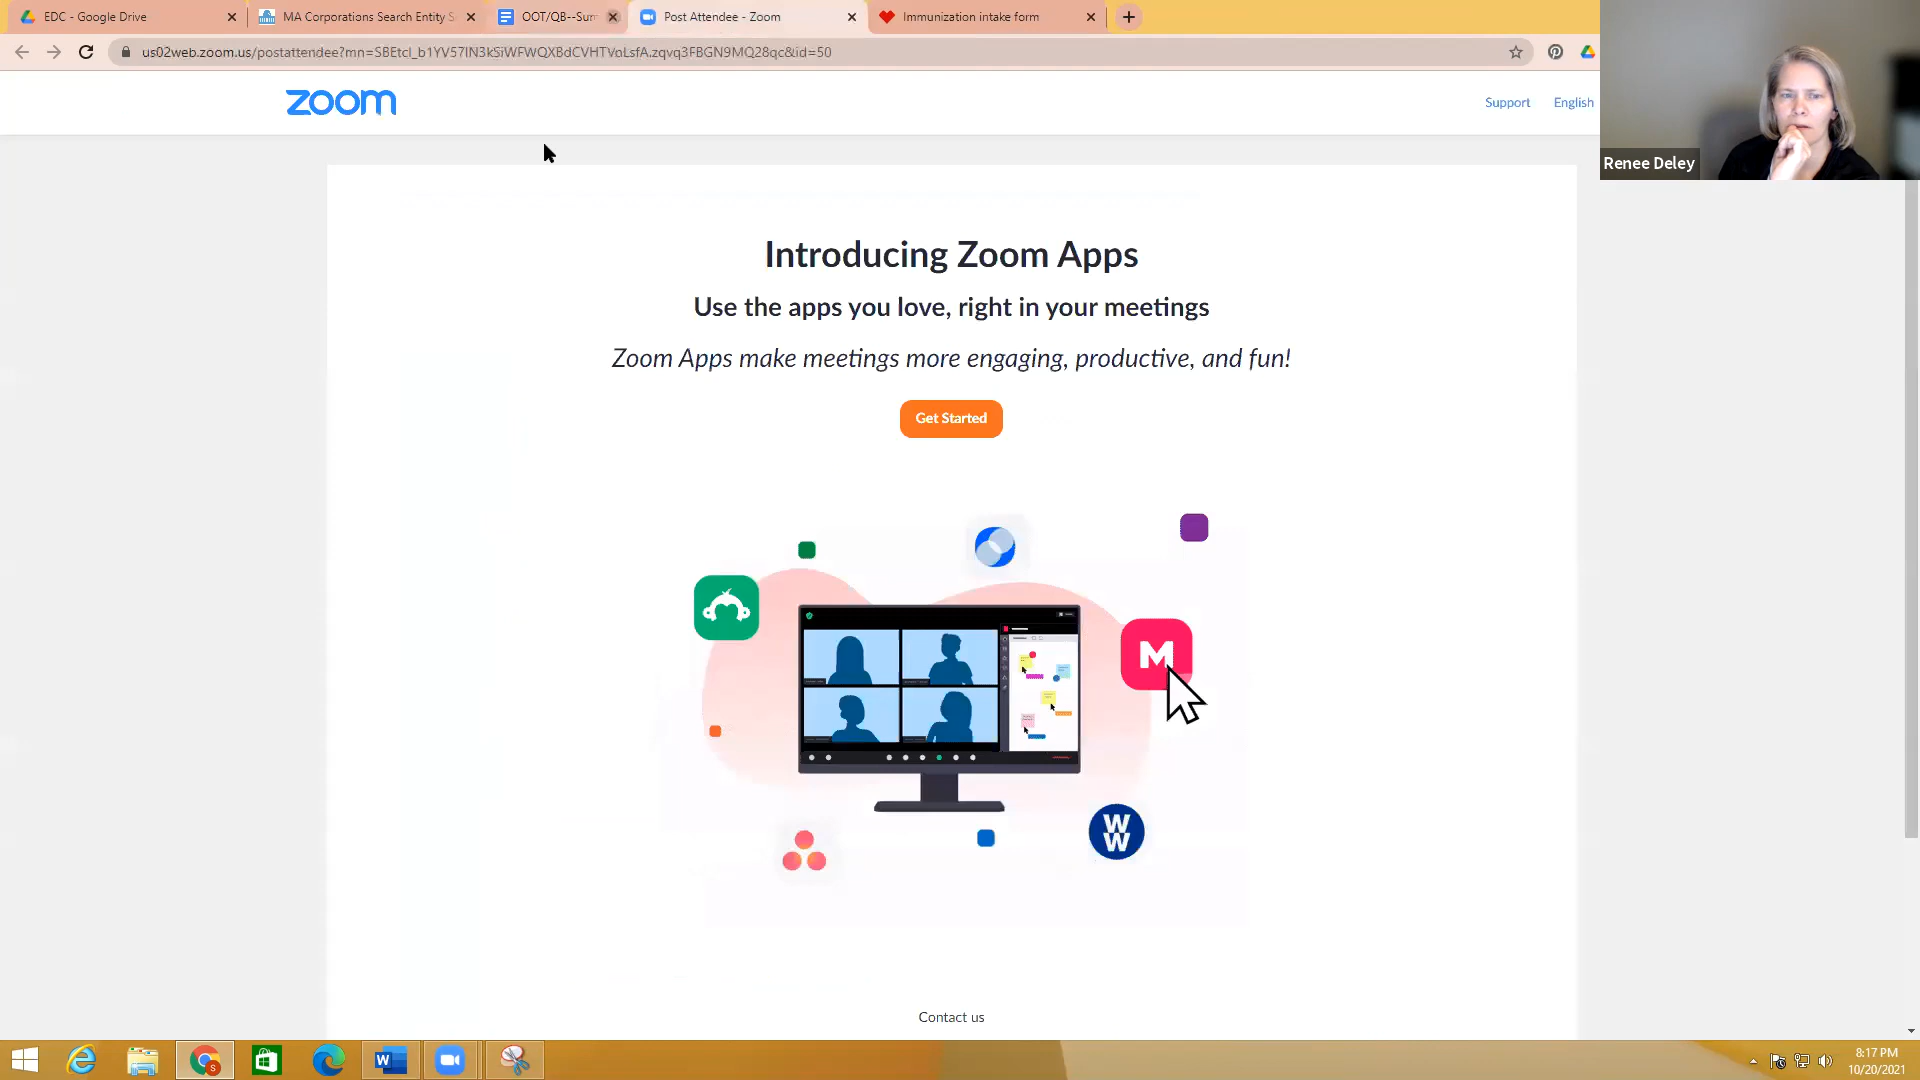 EDC - Google Drive
MA Corporations Search Entity S
OOT/QB--Sum
Post Attendee - Zoom
Immunization intake form
us02web.zoom.us/postattendee?mn=SBEtcl_b1YV57lN3kSiWFWQXBdCVHTVnLsfA.zqvq3FBGN9MQ28qc&id=50
zoom
Support
English
Renee Deley
Introducing Zoom Apps
Use the apps you love, right in your meetings
Zoom Apps make meetings more engaging, productive, and fun!
Get Started
M
W
W
Contact us
S
W
8:17 PM
10/20/2021